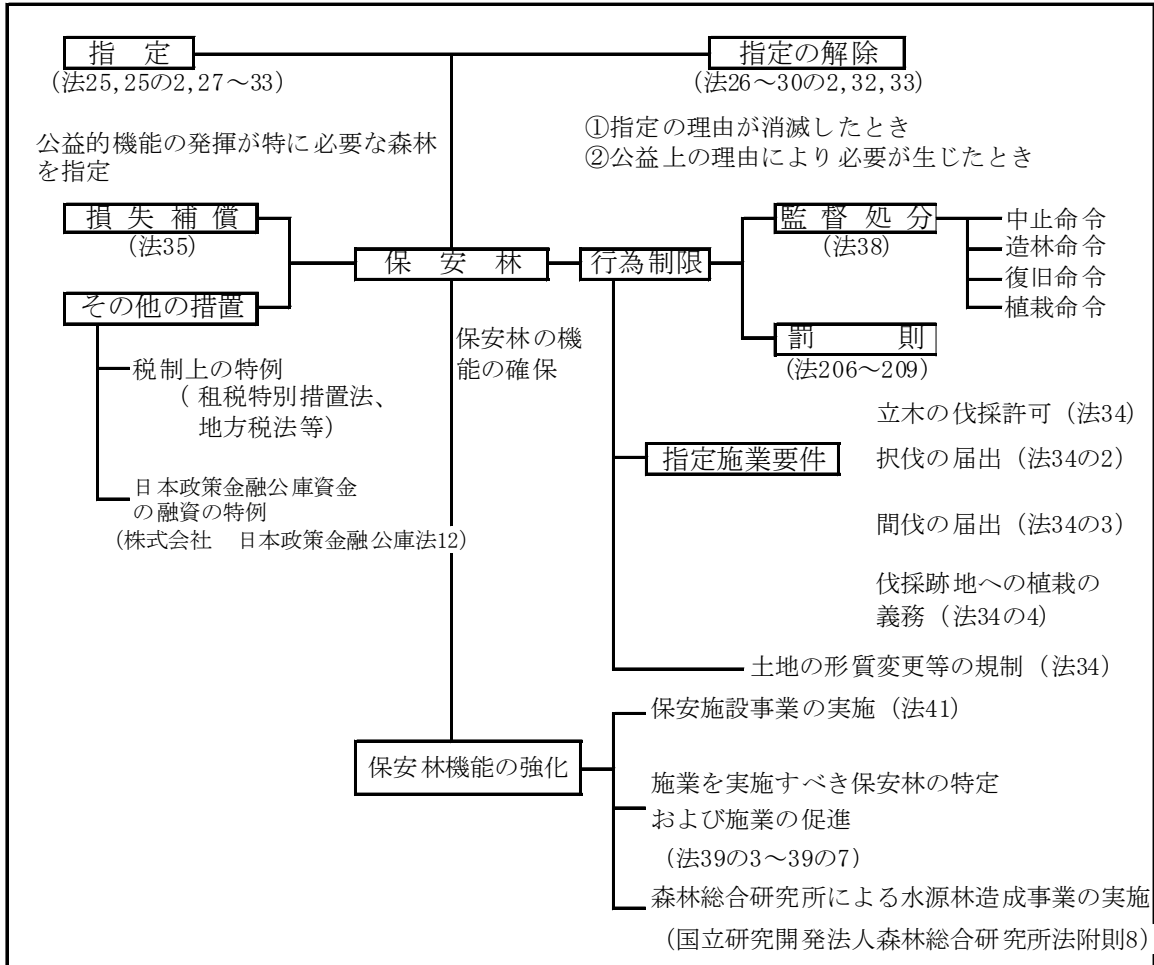 指定
(法25,25の2,27～33)
公益的機能の発揮が特に必要な森林
を指定
指定の解除
(法26～30の2,32,33)
①指定の理由が消滅したとき
②公益上の理由により必要が生じたとき
損失補償
(法35)
その他の措置
税制上の特例
(租税特別措置法、
地方税法等)
日本政策金融公庫資金
の融資の特例
(株式会社 日本政策金融公庫法12)
保安林
保安林の機
能の確保
行為制限
監督処分
(法38)
中止命令
造林命令
復旧命令
植栽命令
罰則
(法206～209)
指定施業要件
立木の伐採許可 (法34)
択伐の届出 (法34の2)
間伐の届出 (法34の3)
伐採跡地への植栽の
義務 (法34の4)
土地の形質変更等の規制 (法34)
保安林機能の強化
保安施設事業の実施 (法41)
施業を実施すべき保安林の特定
および施業の促進
(法39の3～39の7)
森林総合研究所による水源林造成事業の実施
(国立研究開発法人森林総合研究所法附則8)